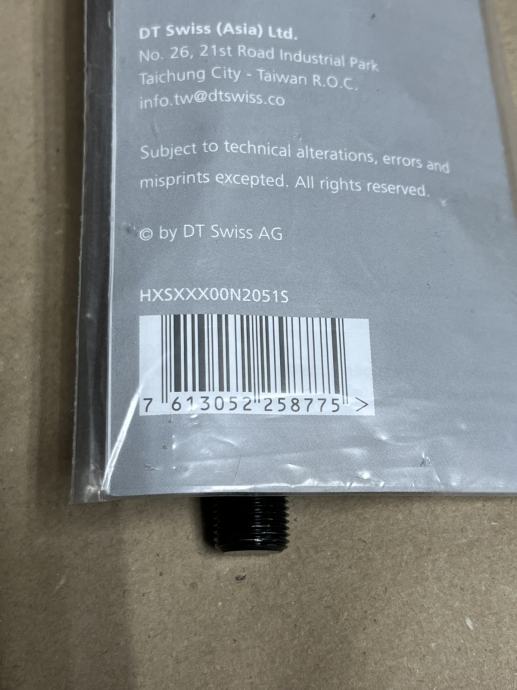 DT Swiss (Asia) Ltd.
No. 26, 21st Road Industrial Park
Taichung City - Taiwan R.O.C.
info.tw@dtswiss.co
Subject to technical alterations, errors and
misprints excepted. All rights reserved.
© by DT Swiss AG
HXSXXX00N2051S
7 613052 258775 >